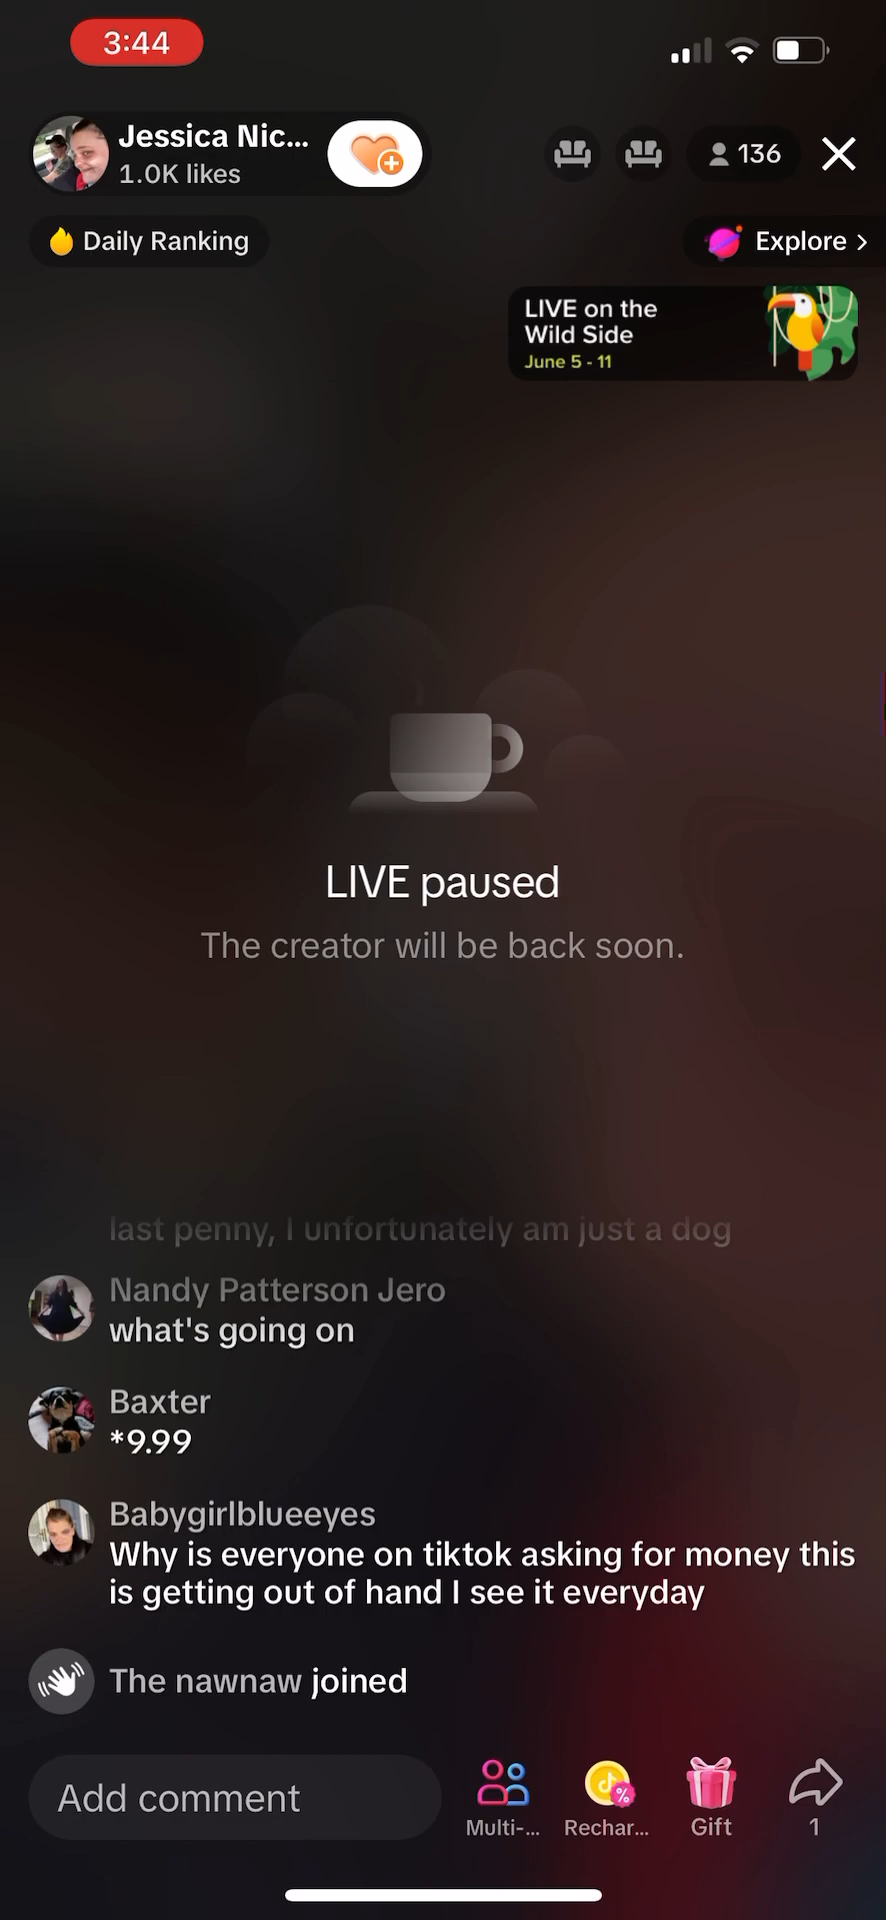 3:44
Jessica Nic...
1.0K likes
136
Daily Ranking
Explore >
LIVE on the
Wild Side
June 5 - 11
LIVE paused
The creator will be back soon.
last penny, I unfortunately am just a dog
Nandy Patterson Jero
what's going on
Baxter
*9.99
Babygirlblueeyes
Why is everyone on tiktok asking for money this
is getting out of hand I see it everyday
The nawnaw joined
Add comment
Multi-...
Rechar...
Gift
1